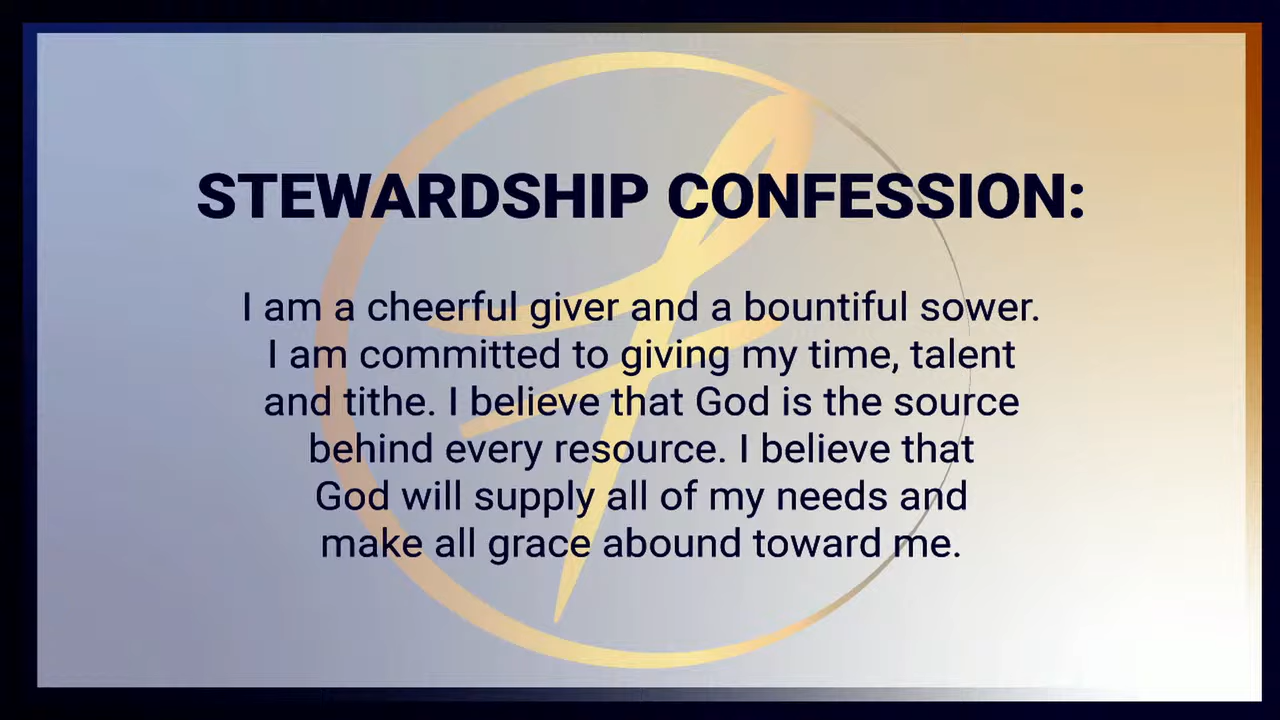 STEWARDSHIP CONFESSION:
I am a cheerful giver and a bountiful sower.
I am committed to giving my time, talent
and tithe. I believe that God is the source
behind every resource. I believe that
God will supply all of my needs and
make all grace abound toward me.